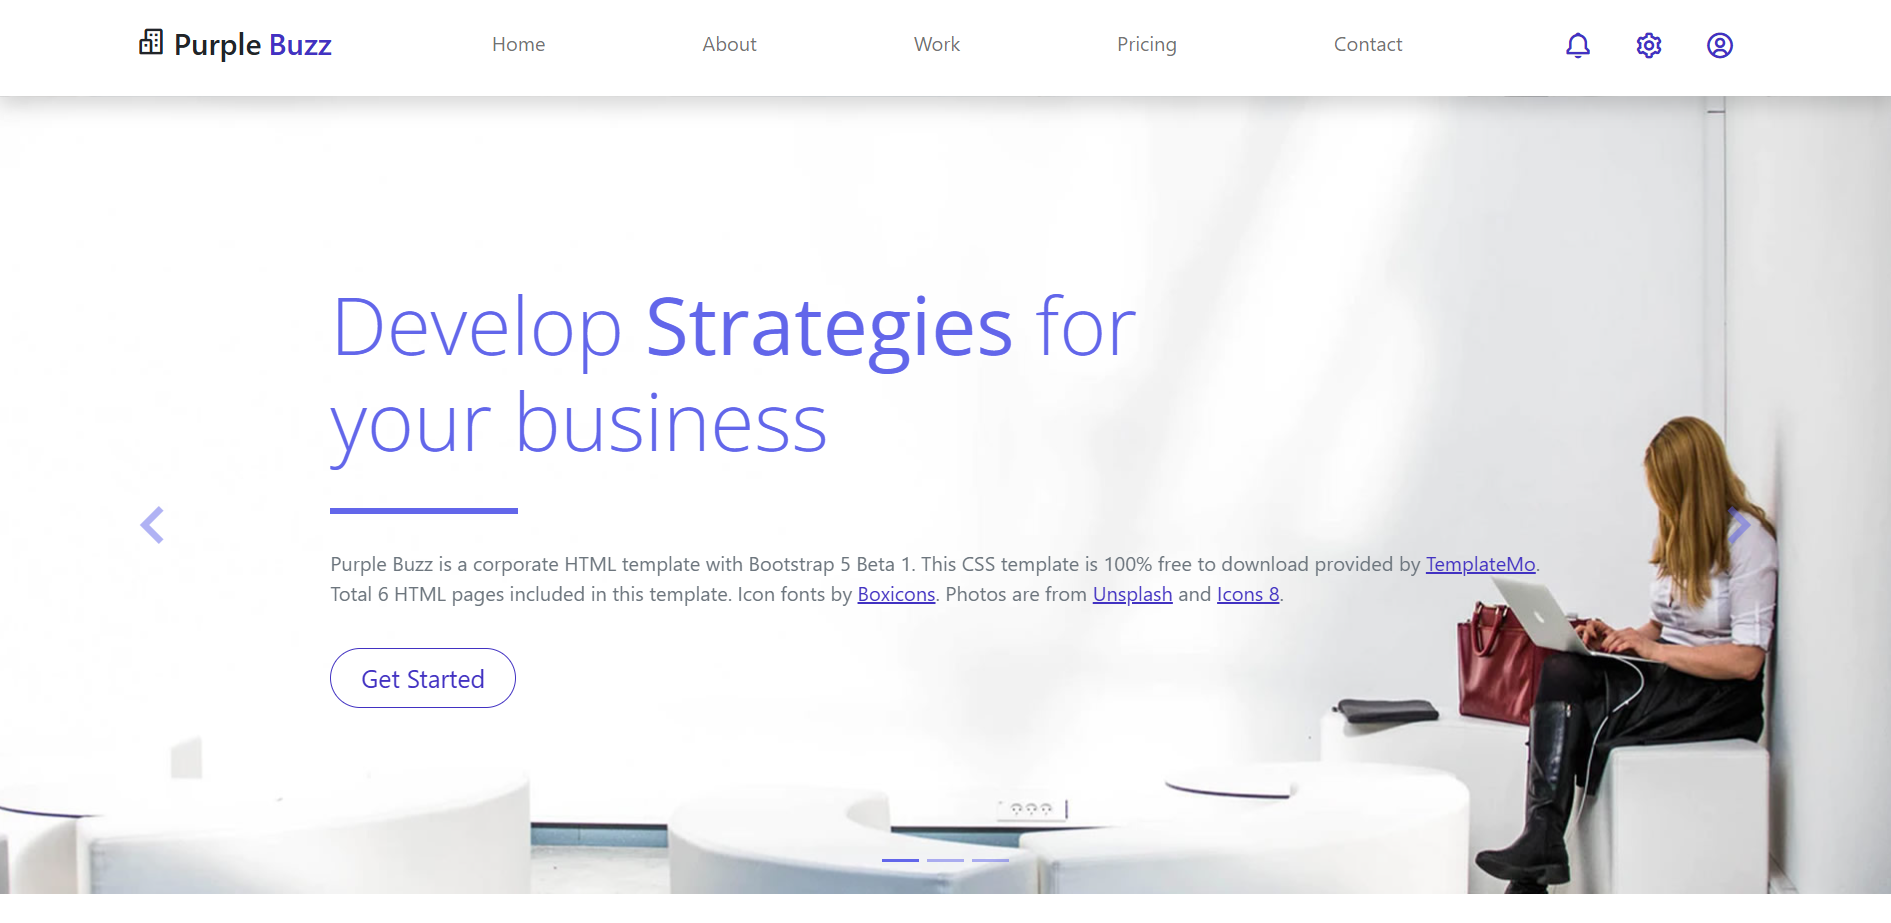 Purple Buzz
Home
About
Work
Pricing
Contact
Develop Strategies for
your business
Purple Buzz is a corporate HTML template with Bootstrap 5 Beta 1. This CSS template is 100% free to download provided by TemplateMo.
Total 6 HTML pages included in this template. Icon fonts by Boxicons. Photos are from Unsplash and Icons 8.
Get Started